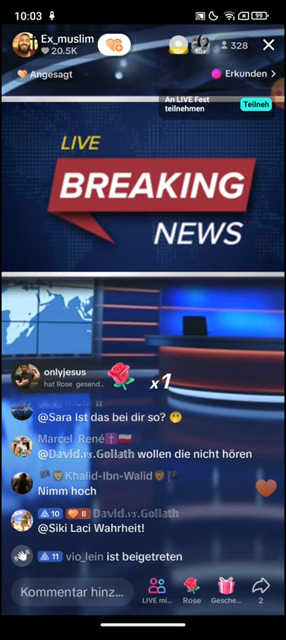 10:03
99
Ex_muslim
20.5K
328
Angesagt
Erkunden >
An LIVE Fest
teilnehmen
Teilneh
LIVE
BREAKING
NEWS
onlyjesus
hat Rose gesend...
x1
@Sara Ist das bei dir so?
Marcel René
@David.vs.Goliath wollen die nicht hören
Khalid-Ibn-Walid
Nimm hoch
10 II David.vs.Goliath
@Siki Laci Wahrheit!
11 vio_lein ist beigetreten
Kommentar hinz...
LIVE mi...
Rose
Gesche...
2